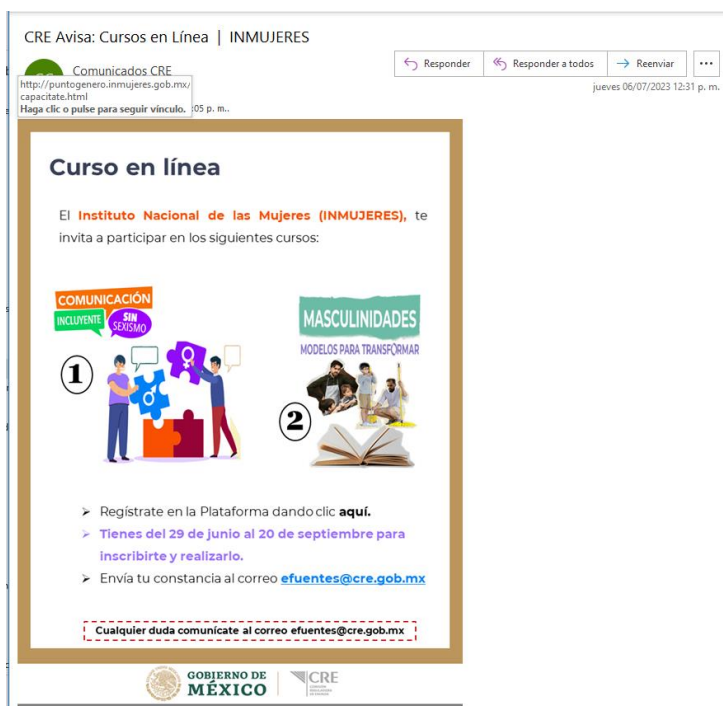 CRE Avisa: Cursos en Línea | INMUJERES
Comunicados CRE
Responder
Responder a todos
Reenviar
http://puntogenero.inmujeres.gob.mx/
capacitate.html
Haga clic o pulse para seguir vínculo.
:05 p. m..
jueves 06/07/2023 12:31 p. m.
Curso en línea
El Instituto Nacional de las Mujeres (INMUJERES), te
invita a participar en los siguientes cursos:
COMUNICACIÓN
INCLUYENTE
SIN
SEXISMO
1
MASCULINIDADES
MODELOS PARA TRANSFORMAR
2
➢ Regístrate en la Plataforma dando clic aquí.
➢ Tienes del 29 de junio al 20 de septiembre para
inscribirte y realizarlo.
➢ Envía tu constancia al correo efuentes@cre.gob.mx
Cualquier duda comunícate al correo efuentes@cre.gob.mx
GOBIERNO DE
MÉXICO
CRE
COMISIÓN
REGULADORA
DE ENERGÍA